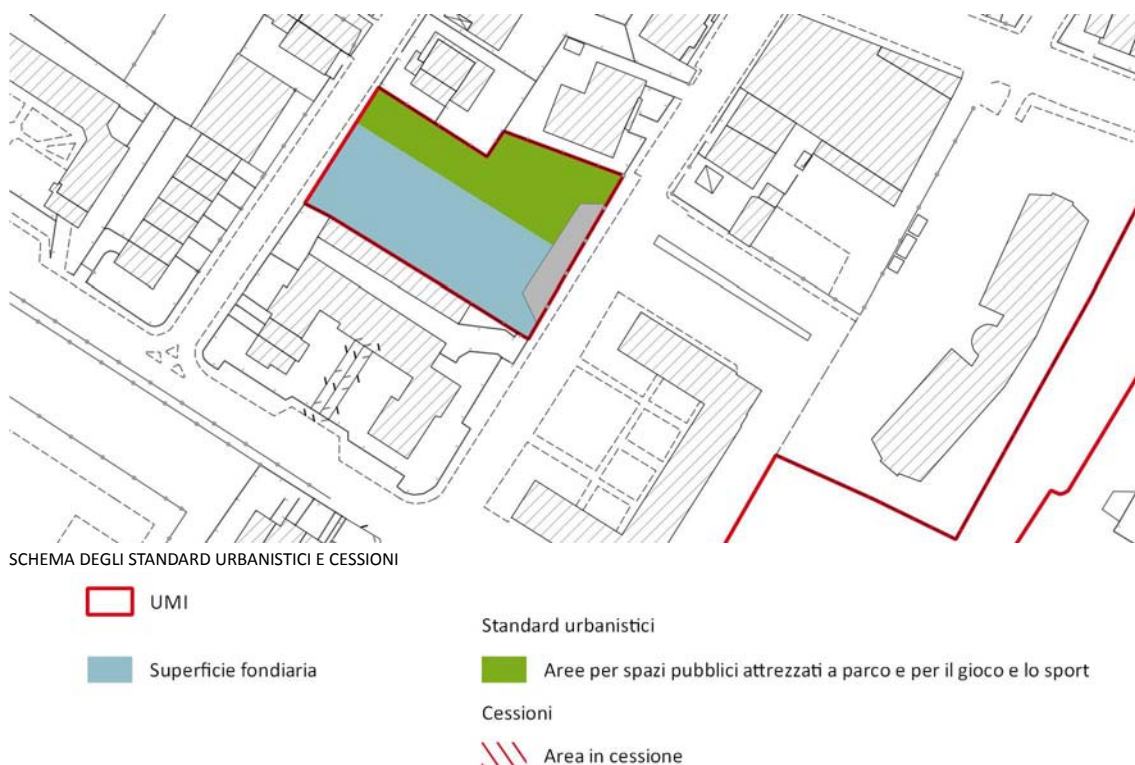 SCHEMA DEGLI STANDARD URBANISTICI E CESSIONI
UMI
Superficie fondiaria
Standard urbanistici
Aree per spazi pubblici attrezzati a parco e per il gioco e lo sport
Cessioni
Area in cessione